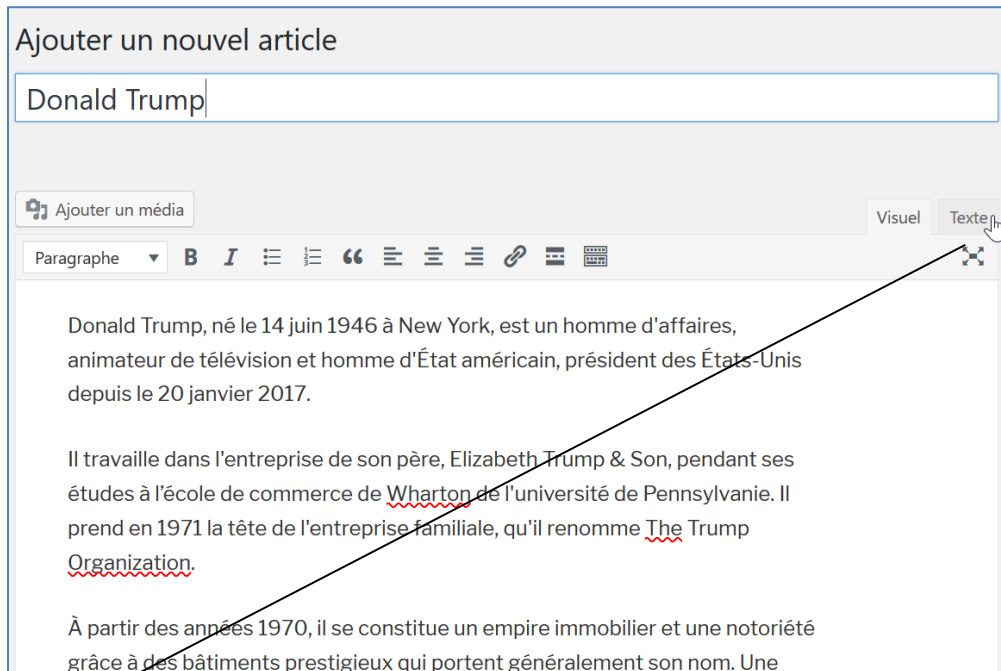 Ajouter un nouvel article
Donald Trump
Ajouter un média
Visuel Texte
Paragraphe B I
Donald Trump, né le 14 juin 1946 à New York, est un homme d'affaires,
animateur de télévision et homme d'État américain, président des États-Unis
depuis le 20 janvier 2017.
Il travaille dans l'entreprise de son père, Elizabeth Trump & Son, pendant ses
études à l’école de commerce de Wharton de l'université de Pennsylvanie. Il
prend en 1971 la tête de l'entreprise familiale, qu'il renomme The Trump
Organization.
À partir des années 1970, il se constitue un empire immobilier et une notoriété
grâce à des bâtiments prestigieux qui portent généralement son nom. Une